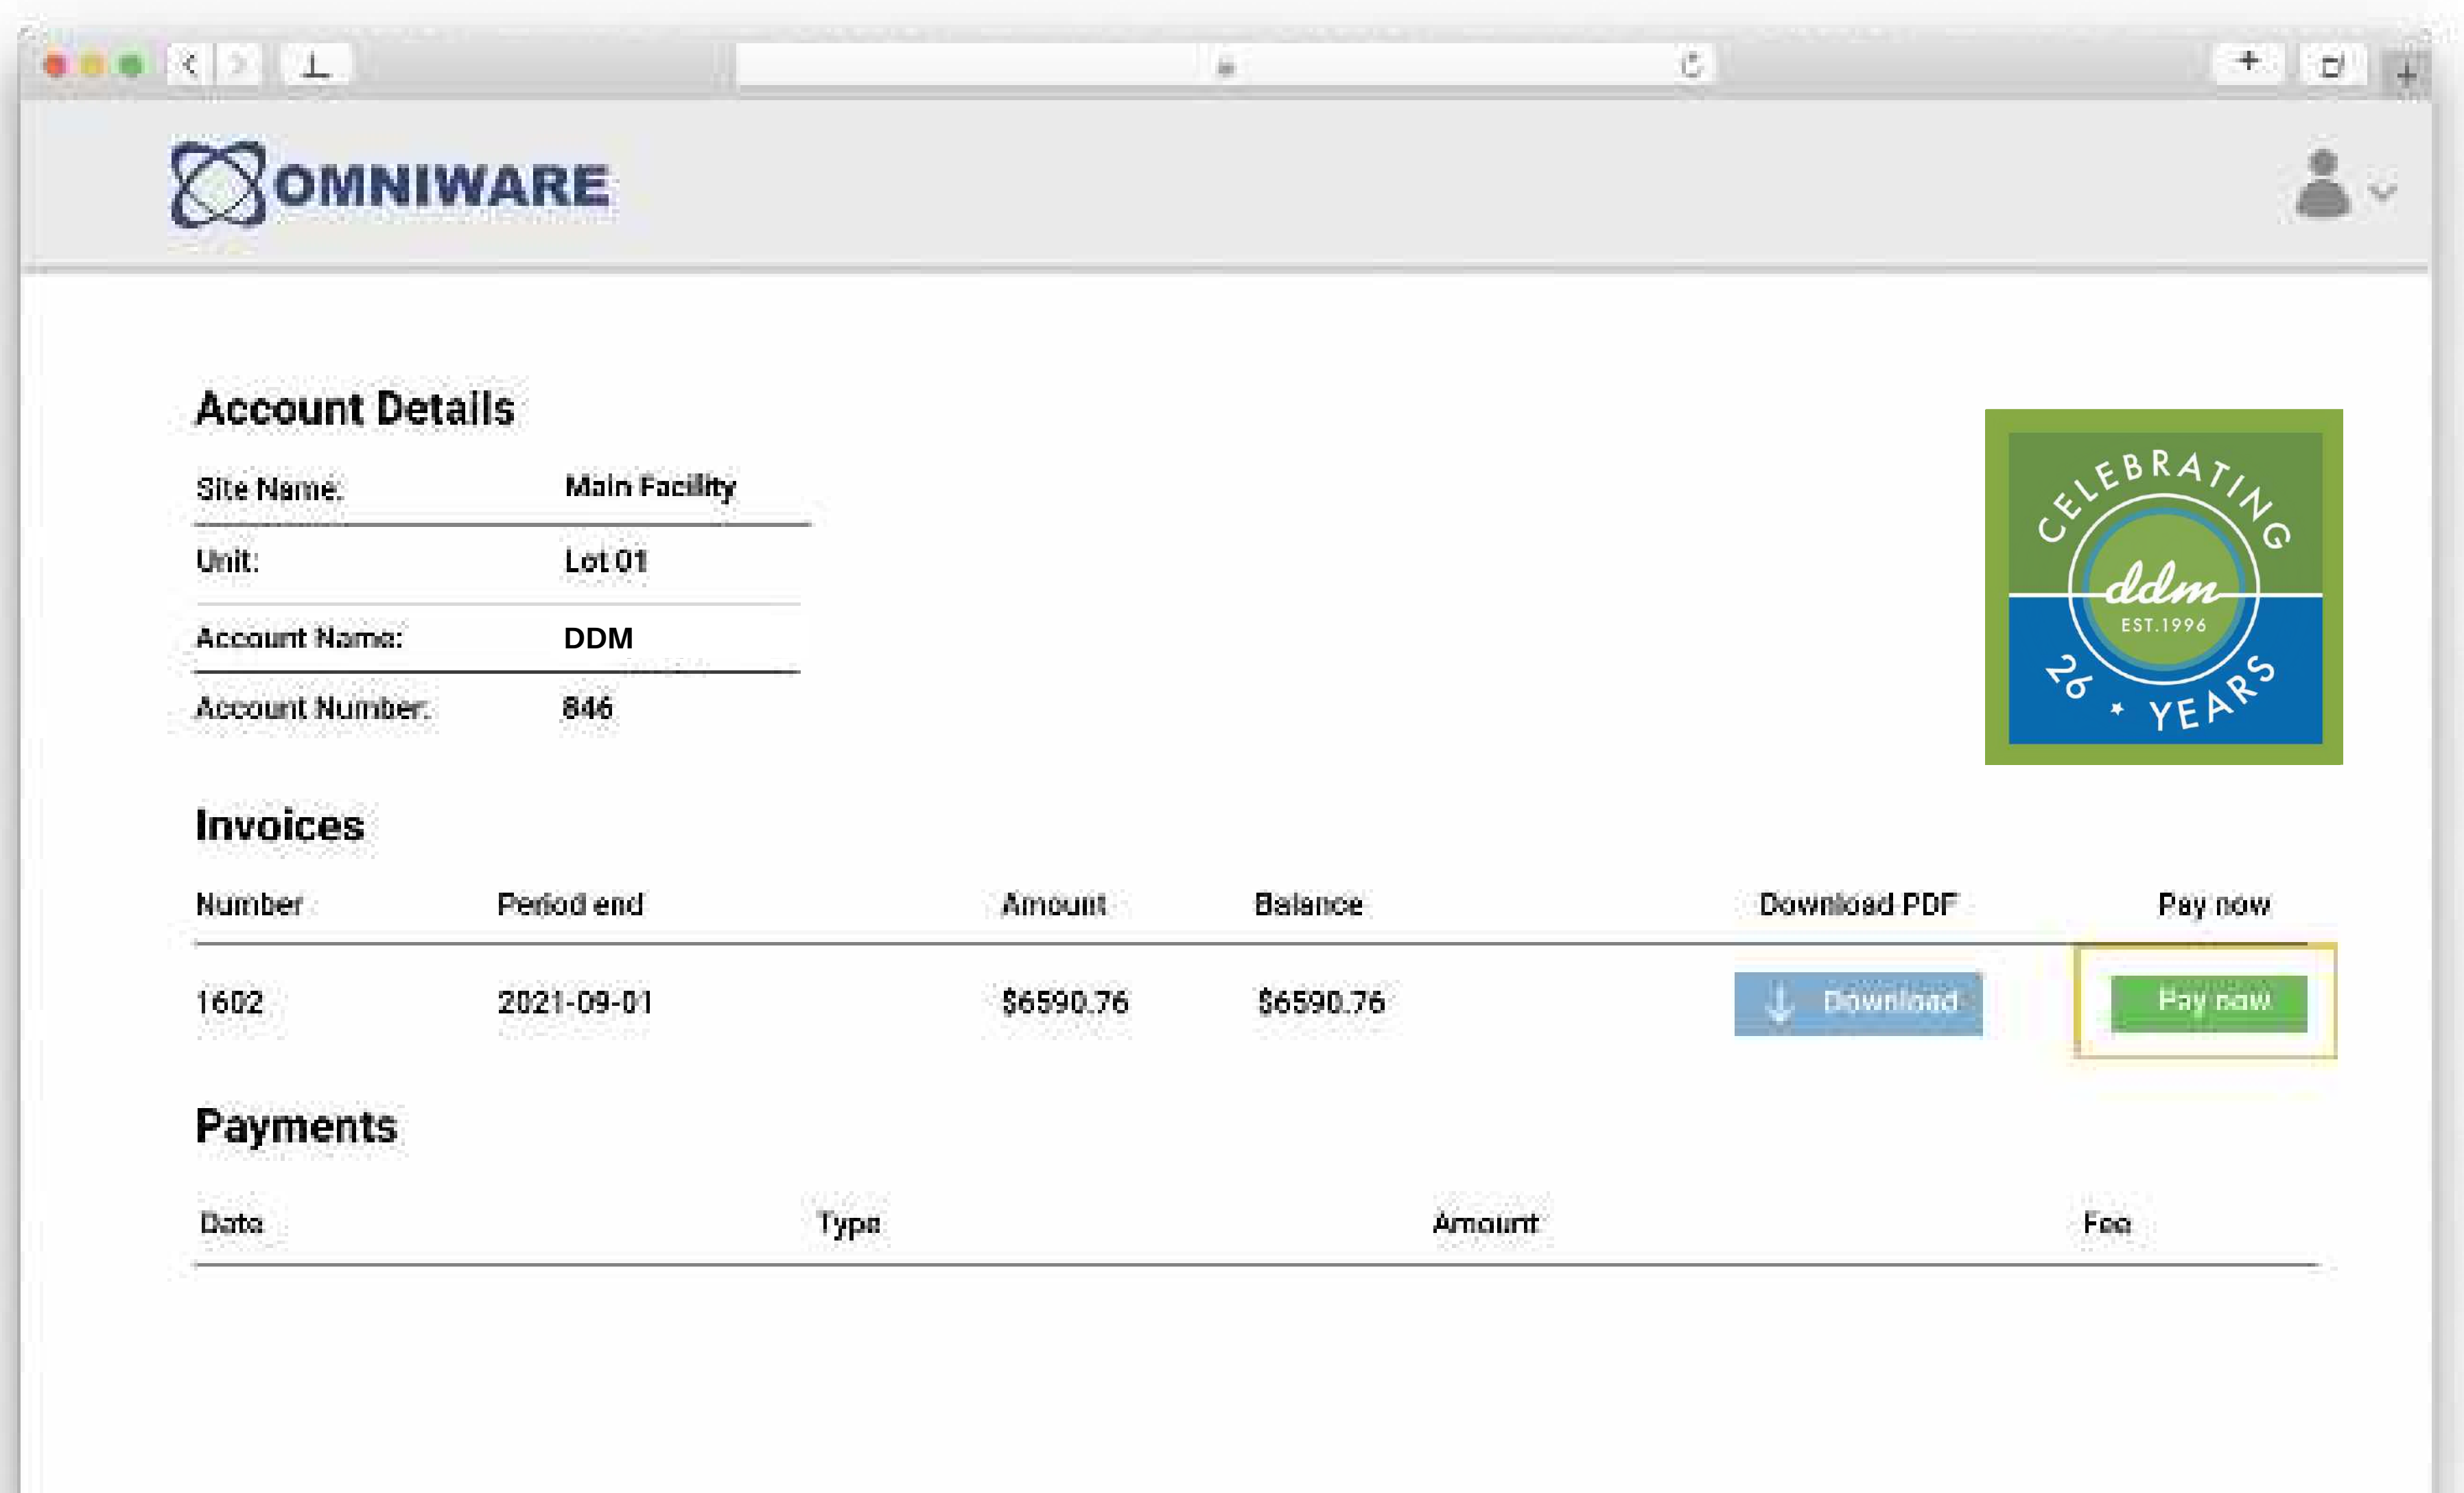 OMNIWARE
Account Details
Site Name: Main Facility
Unit: Lot 01
Account Name: DDM
Account Number: 846
CELEBRATING
ddm
EST.1996
26 * YEARS
Invoices
Number Period end Amount Balance Download PDF Pay now
1602 2021-09-01 $6590.76 $6590.76 Download Pay now
Payments
Date Type Amount Fee